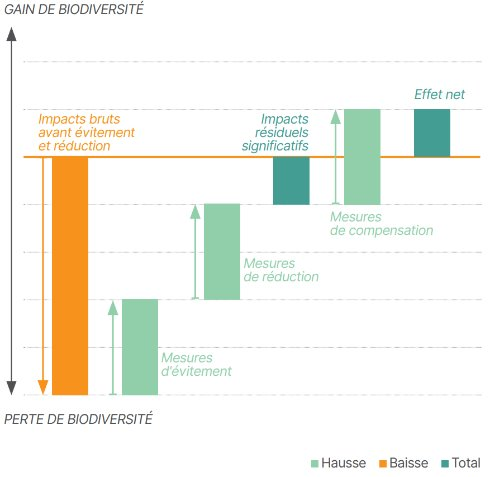 GAIN DE BIODIVERSITÉ
Effet net
Impacts bruts
avant évitement
et réduction
Impacts
résiduels
significatifs
Mesures
de compensation
Mesures
de réduction
Mesures
d'évitement
PERTE DE BIODIVERSITÉ
Hausse
Baisse
Total